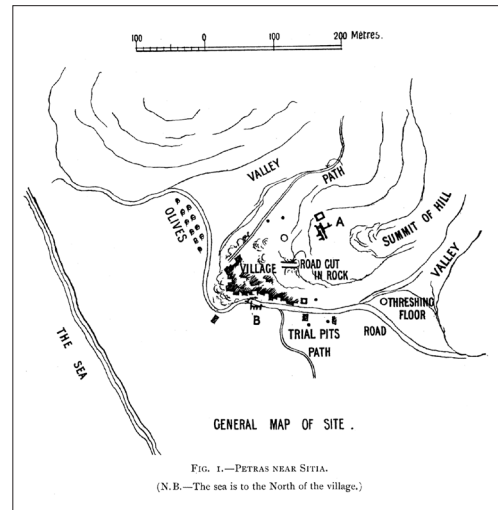 100 0 100 200 Metres.
VALLEY
PATH
OLIVES
A
SUMMIT OF HILL
VILLAGE
ROAD CUT
IN ROCK
VALLEY
THRESHING
FLOOR
B
TRIAL PITS
ROAD
PATH
THE SEA
GENERAL MAP OF SITE.
FIG. 1.—PETRAS NEAR SITIA.
(N.B.—The sea is to the North of the village.)